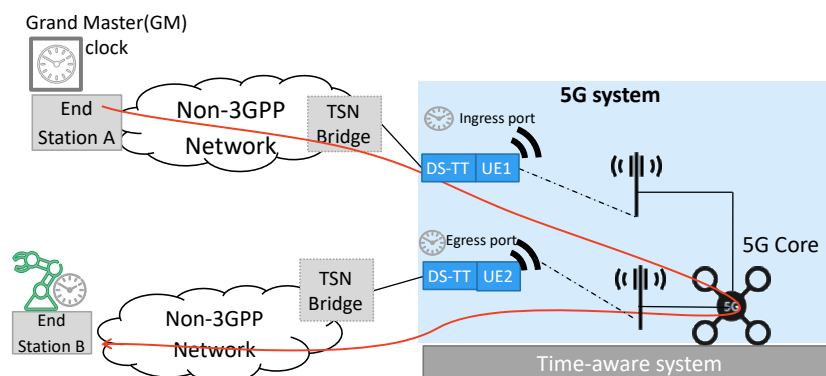 Grand Master(GM)
clock
End
Station A
Non-3GPP
Network
TSN
Bridge
5G system
Ingress port
DS-TT UE1
Egress port
DS-TT UE2
5G Core
5G
TSN
Bridge
End
Station B
Non-3GPP
Network
Time-aware system